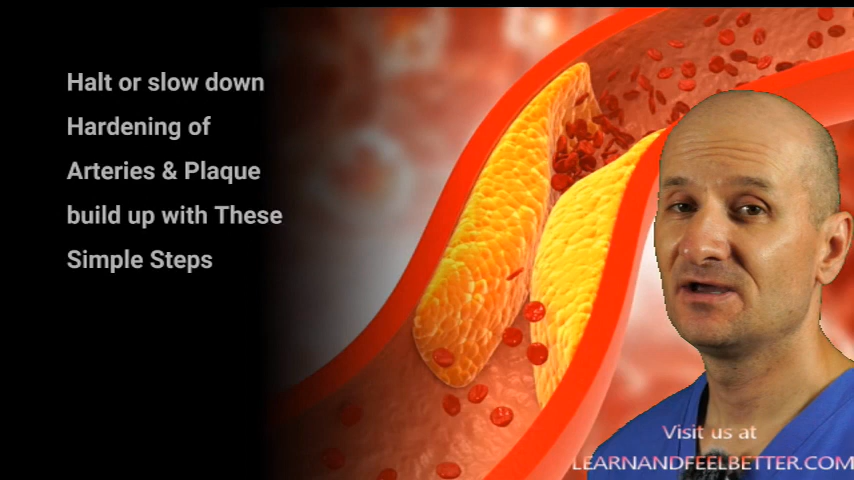 Halt or slow down
Hardening of
Arteries & Plaque
build up with These
Simple Steps
Visit us at
LEARNANDFEELBETTER.COM